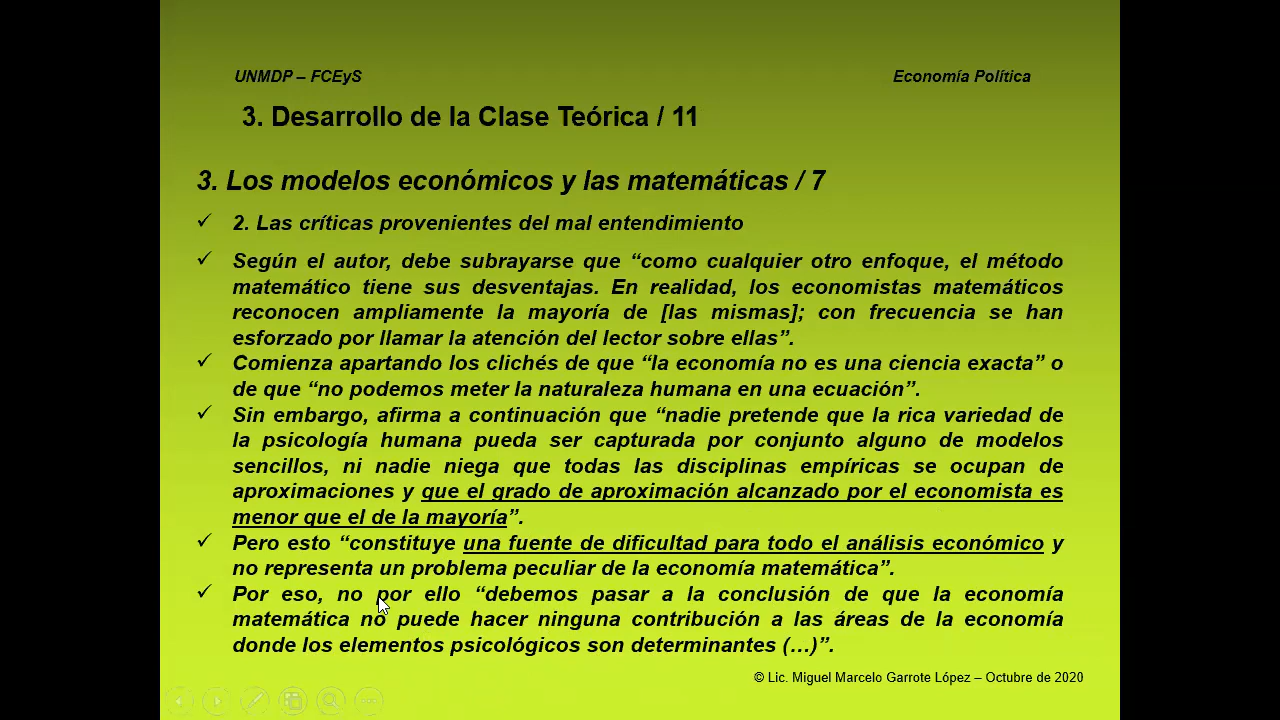 UNMDP – FCEyS
Economía Política
3. Desarrollo de la Clase Teórica / 11
3. Los modelos económicos y las matemáticas / 7
✓ 2. Las críticas provenientes del mal entendimiento
✓ Según el autor, debe subrayarse que “como cualquier otro enfoque, el método
matemático tiene sus desventajas. En realidad, los economistas matemáticos
reconocen ampliamente la mayoría de [las mismas]; con frecuencia se han
esforzado por llamar la atención del lector sobre ellas”.
✓ Comienza apartando los clichés de que “la economía no es una ciencia exacta” o
de que “no podemos meter la naturaleza humana en una ecuación”.
✓ Sin embargo, afirma a continuación que “nadie pretende que la rica variedad de
la psicología humana pueda ser capturada por conjunto alguno de modelos
sencillos, ni nadie niega que todas las disciplinas empíricas se ocupan de
aproximaciones y que el grado de aproximación alcanzado por el economista es
menor que el de la mayoría”.
✓ Pero esto “constituye una fuente de dificultad para todo el análisis económico y
no representa un problema peculiar de la economía matemática”.
✓ Por eso, no por ello “debemos pasar a la conclusión de que la economía
matemática no puede hacer ninguna contribución a las áreas de la economía
donde los elementos psicológicos son determinantes (…)”.
© Lic. Miguel Marcelo Garrote López – Octubre de 2020